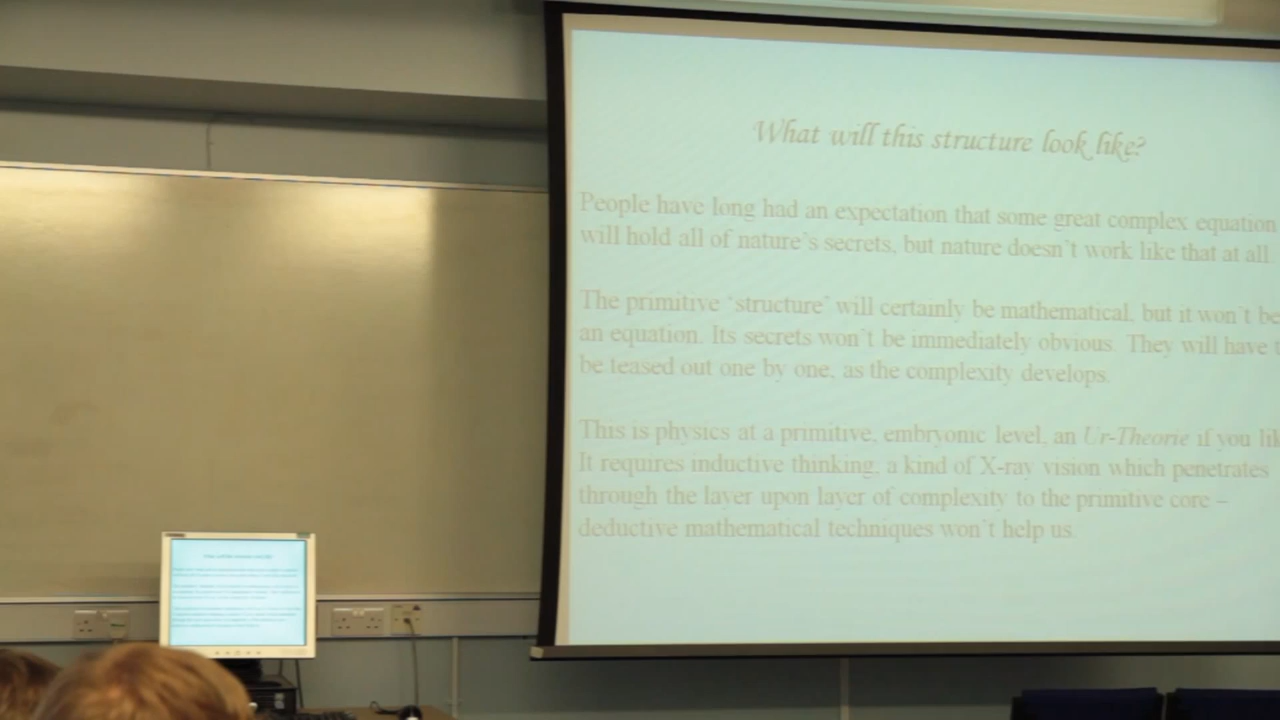 What will this structure look like?
People have long had an expectation that some great complex equation
will hold all of nature's secrets, but nature doesn't work like that at all.
The primitive 'structure' will certainly be mathematical, but it won't be
an equation. Its secrets won't be immediately obvious. They will have t
be teased out one by one, as the complexity develops.
This is physics at a primitive, embryonic level, an Ur-Theorie if you lik
It requires inductive thinking, a kind of X-ray vision which penetrates
through the layer upon layer of complexity to the primitive core –
deductive mathematical techniques won't help us.